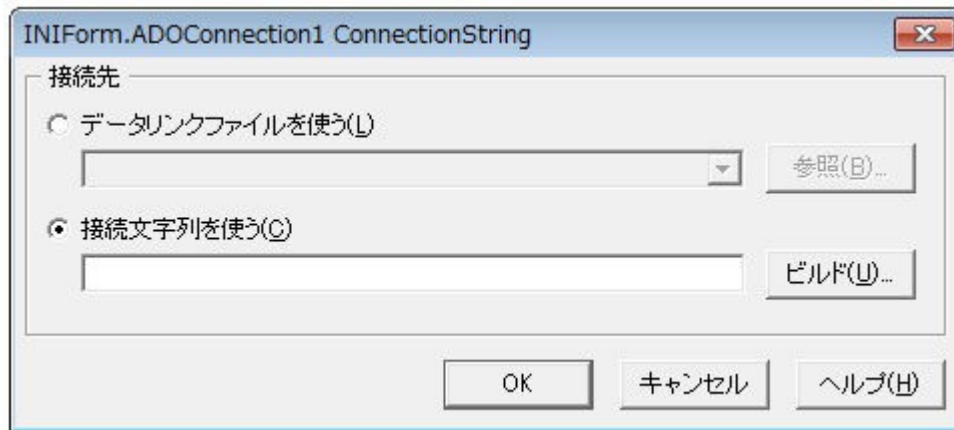 INIForm.ADOConnection1 ConnectionString
接続先
データリンクファイルを使う(L)
参照(B)...
接続文字列を使う(C)
ビルド(U)...
OK キャンセル ヘルプ(H)